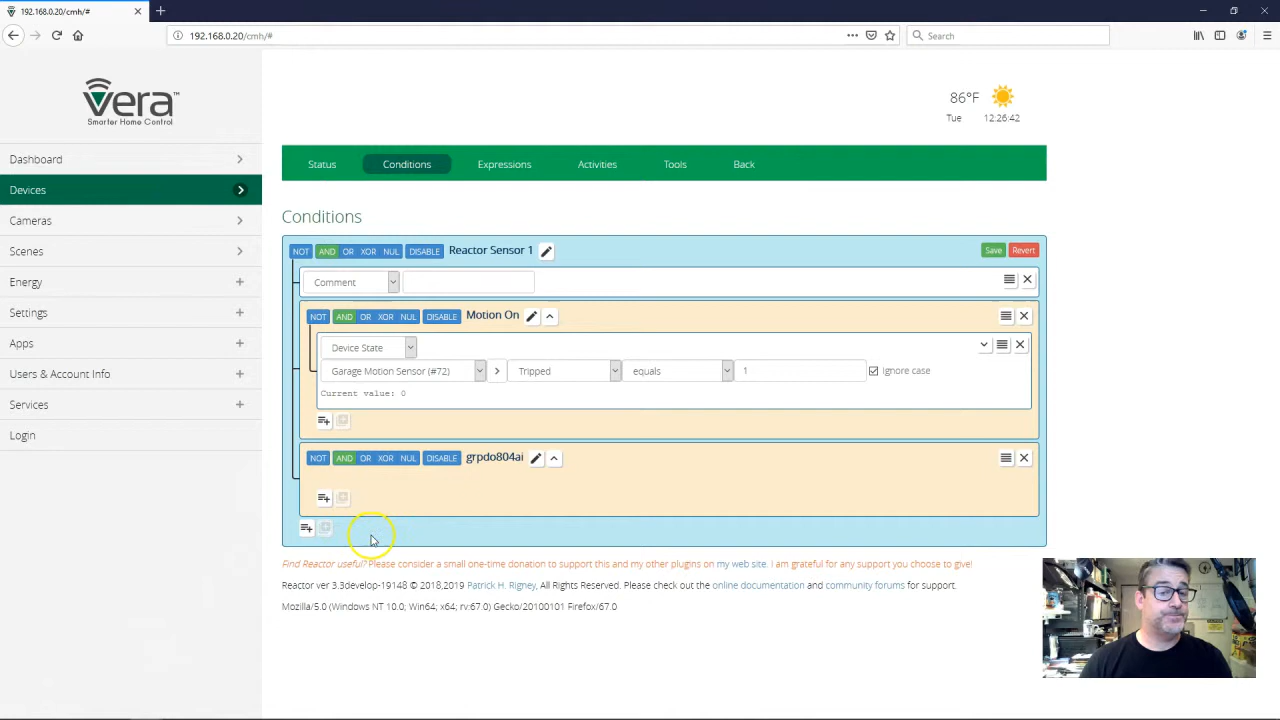 192.168.0.20/cmh/#
192.168.0.20/cmh/#
Search
Vera™
Smarter Home Control
86°F
Tue
12:26:42
Dashboard
Devices
Cameras
Scenes
Energy
Settings
Apps
Users & Account Info
Services
Login
Status
Conditions
Expressions
Activities
Tools
Back
Conditions
NOT AND OR XOR NUL DISABLE Reactor Sensor 1 Save Revert
Comment
NOT AND OR XOR NUL DISABLE Motion On
Device State
Garage Motion Sensor (#72) Tripped equals 1 Ignore case
Current value: 0
NOT AND OR XOR NUL DISABLE grpdo804ai
Find Reactor useful? Please consider a small one-time donation to support this and my other plugins on my web site. I am grateful for any support you choose to give!
Reactor ver 3.3develop-19148 © 2018,2019 Patrick H. Rigney, All Rights Reserved. Please check out the online documentation and community forums for support.
Mozilla/5.0 (Windows NT 10.0; Win64; x64; rv:67.0) Gecko/20100101 Firefox/67.0